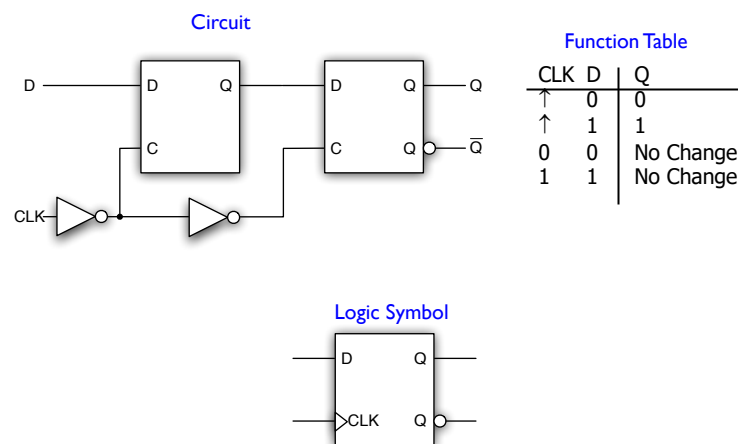 Circuit
D
D Q
C
D Q
C Q
Q
Q̅
CLK
Function Table
CLK D Q
↑ 0 0
↑ 1 1
0 0 No Change
1 1 No Change
Logic Symbol
D Q
CLK Q